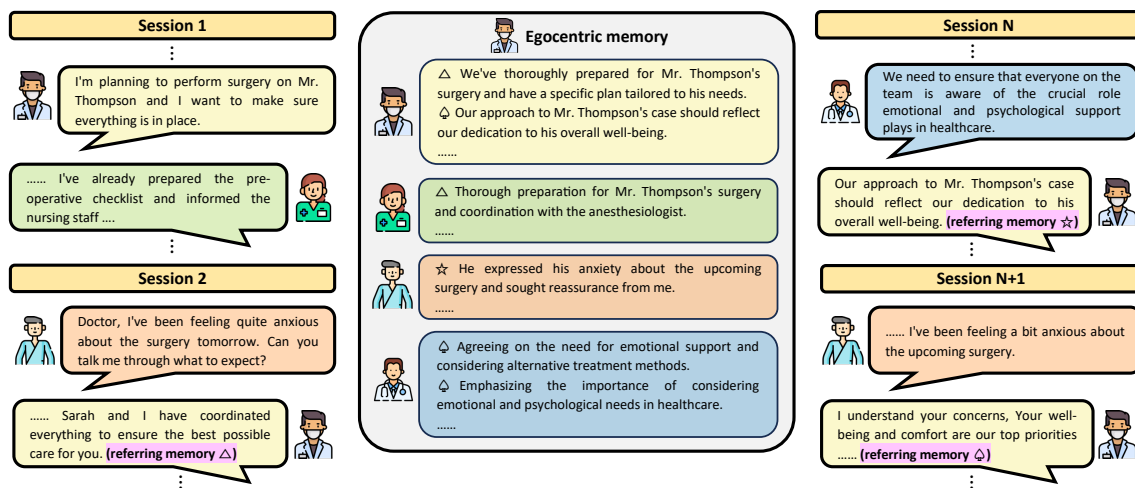 Session 1
⋮
I'm planning to perform surgery on Mr.
Thompson and I want to make sure
everything is in place.
...... I've already prepared the pre-
operative checklist and informed the
nursing staff ....
⋮
Session 2
Doctor, I've been feeling quite anxious
about the surgery tomorrow. Can you
talk me through what to expect?
...... Sarah and I have coordinated
everything to ensure the best possible
care for you. (referring memory △)
⋮
Egocentric memory
△ We've thoroughly prepared for Mr. Thompson's
surgery and have a specific plan tailored to his needs.
♤ Our approach to Mr. Thompson's case should reflect
our dedication to his overall well-being.
......
△ Thorough preparation for Mr. Thompson's surgery
and coordination with the anesthesiologist.
......
☆ He expressed his anxiety about the upcoming
surgery and sought reassurance from me.
......
♤ Agreeing on the need for emotional support and
considering alternative treatment methods.
♤ Emphasizing the importance of considering
emotional and psychological needs in healthcare.
......
Session N
⋮
We need to ensure that everyone on the
team is aware of the crucial role
emotional and psychological support
plays in healthcare.
Our approach to Mr. Thompson's case
should reflect our dedication to his
overall well-being. (referring memory ☆)
⋮
Session N+1
...... I've been feeling a bit anxious about
the upcoming surgery.
I understand your concerns, Your well-
being and comfort are our top priorities
...... (referring memory ♤)
⋮